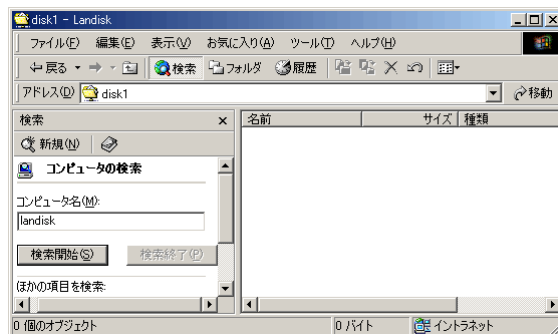 disk1 - Landisk
ファイル(F) 編集(E) 表示(V) お気に入り(A) ツール(T) ヘルプ(H)
戻る 検索 フォルダ 履歴
アドレス(D) disk1 移動
検索 名前 サイズ 種類
新規(N)
コンピュータの検索
コンピュータ名(M):
landisk
検索開始(S) 検索終了(P)
ほかの項目を検索:
0 個のオブジェクト 0 バイト イントラネット